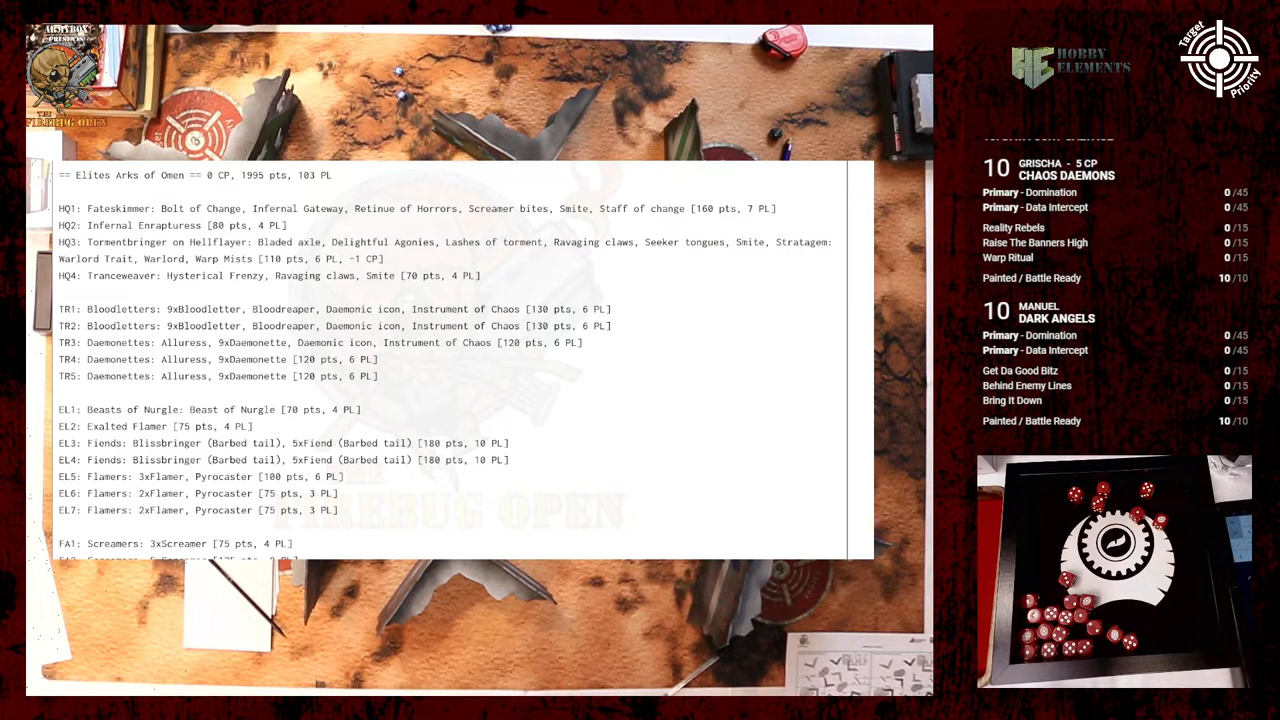 ARMYBOX
PRESENTS
THE
FIREBUG OPEN
== Elites Arks of Omen == 0 CP, 1995 pts, 103 PL
HQ1: Fateskimmer: Bolt of Change, Infernal Gateway, Retinue of Horrors, Screamer bites, Smite, Staff of change [160 pts, 7 PL]
HQ2: Infernal Enrapturess [80 pts, 4 PL]
HQ3: Tormentbringer on Hellflayer: Bladed axle, Delightful Agonies, Lashes of torment, Ravaging claws, Seeker tongues, Smite, Stratagem:
Warlord Trait, Warlord, Warp Mists [110 pts, 6 PL, -1 CP]
HQ4: Tranceweaver: Hysterical Frenzy, Ravaging claws, Smite [70 pts, 4 PL]
TR1: Bloodletters: 9xBloodletter, Bloodreaper, Daemonic icon, Instrument of Chaos [130 pts, 6 PL]
TR2: Bloodletters: 9xBloodletter, Bloodreaper, Daemonic icon, Instrument of Chaos [130 pts, 6 PL]
TR3: Daemonettes: Alluress, 9xDaemonette, Daemonic icon, Instrument of Chaos [120 pts, 6 PL]
TR4: Daemonettes: Alluress, 9xDaemonette [120 pts, 6 PL]
TR5: Daemonettes: Alluress, 9xDaemonette [120 pts, 6 PL]
EL1: Beasts of Nurgle: Beast of Nurgle [70 pts, 4 PL]
EL2: Exalted Flamer [75 pts, 4 PL]
EL3: Fiends: Blissbringer (Barbed tail), 5xFiend (Barbed tail) [180 pts, 10 PL]
EL4: Fiends: Blissbringer (Barbed tail), 5xFiend (Barbed tail) [180 pts, 10 PL]
EL5: Flamers: 3xFlamer, Pyrocaster [100 pts, 6 PL]
EL6: Flamers: 2xFlamer, Pyrocaster [75 pts, 3 PL]
EL7: Flamers: 2xFlamer, Pyrocaster [75 pts, 3 PL]
FIREBUG OPEN
FA1: Screamers: 3xScreamer [75 pts, 4 PL]
HE HOBBY
ELEMENTS
Target
Priority
10 GRISCHA - 5 CP
CHAOS DAEMONS
Primary - Domination 0/45
Primary - Data Intercept 0/45
Reality Rebels 0/15
Raise The Banners High 0/15
Warp Ritual 0/15
Painted / Battle Ready 10/10
10 MANUEL
DARK ANGELS
Primary - Domination 0/45
Primary - Data Intercept 0/45
Get Da Good Bitz 0/15
Behind Enemy Lines 0/15
Bring It Down 0/15
Painted / Battle Ready 10/10